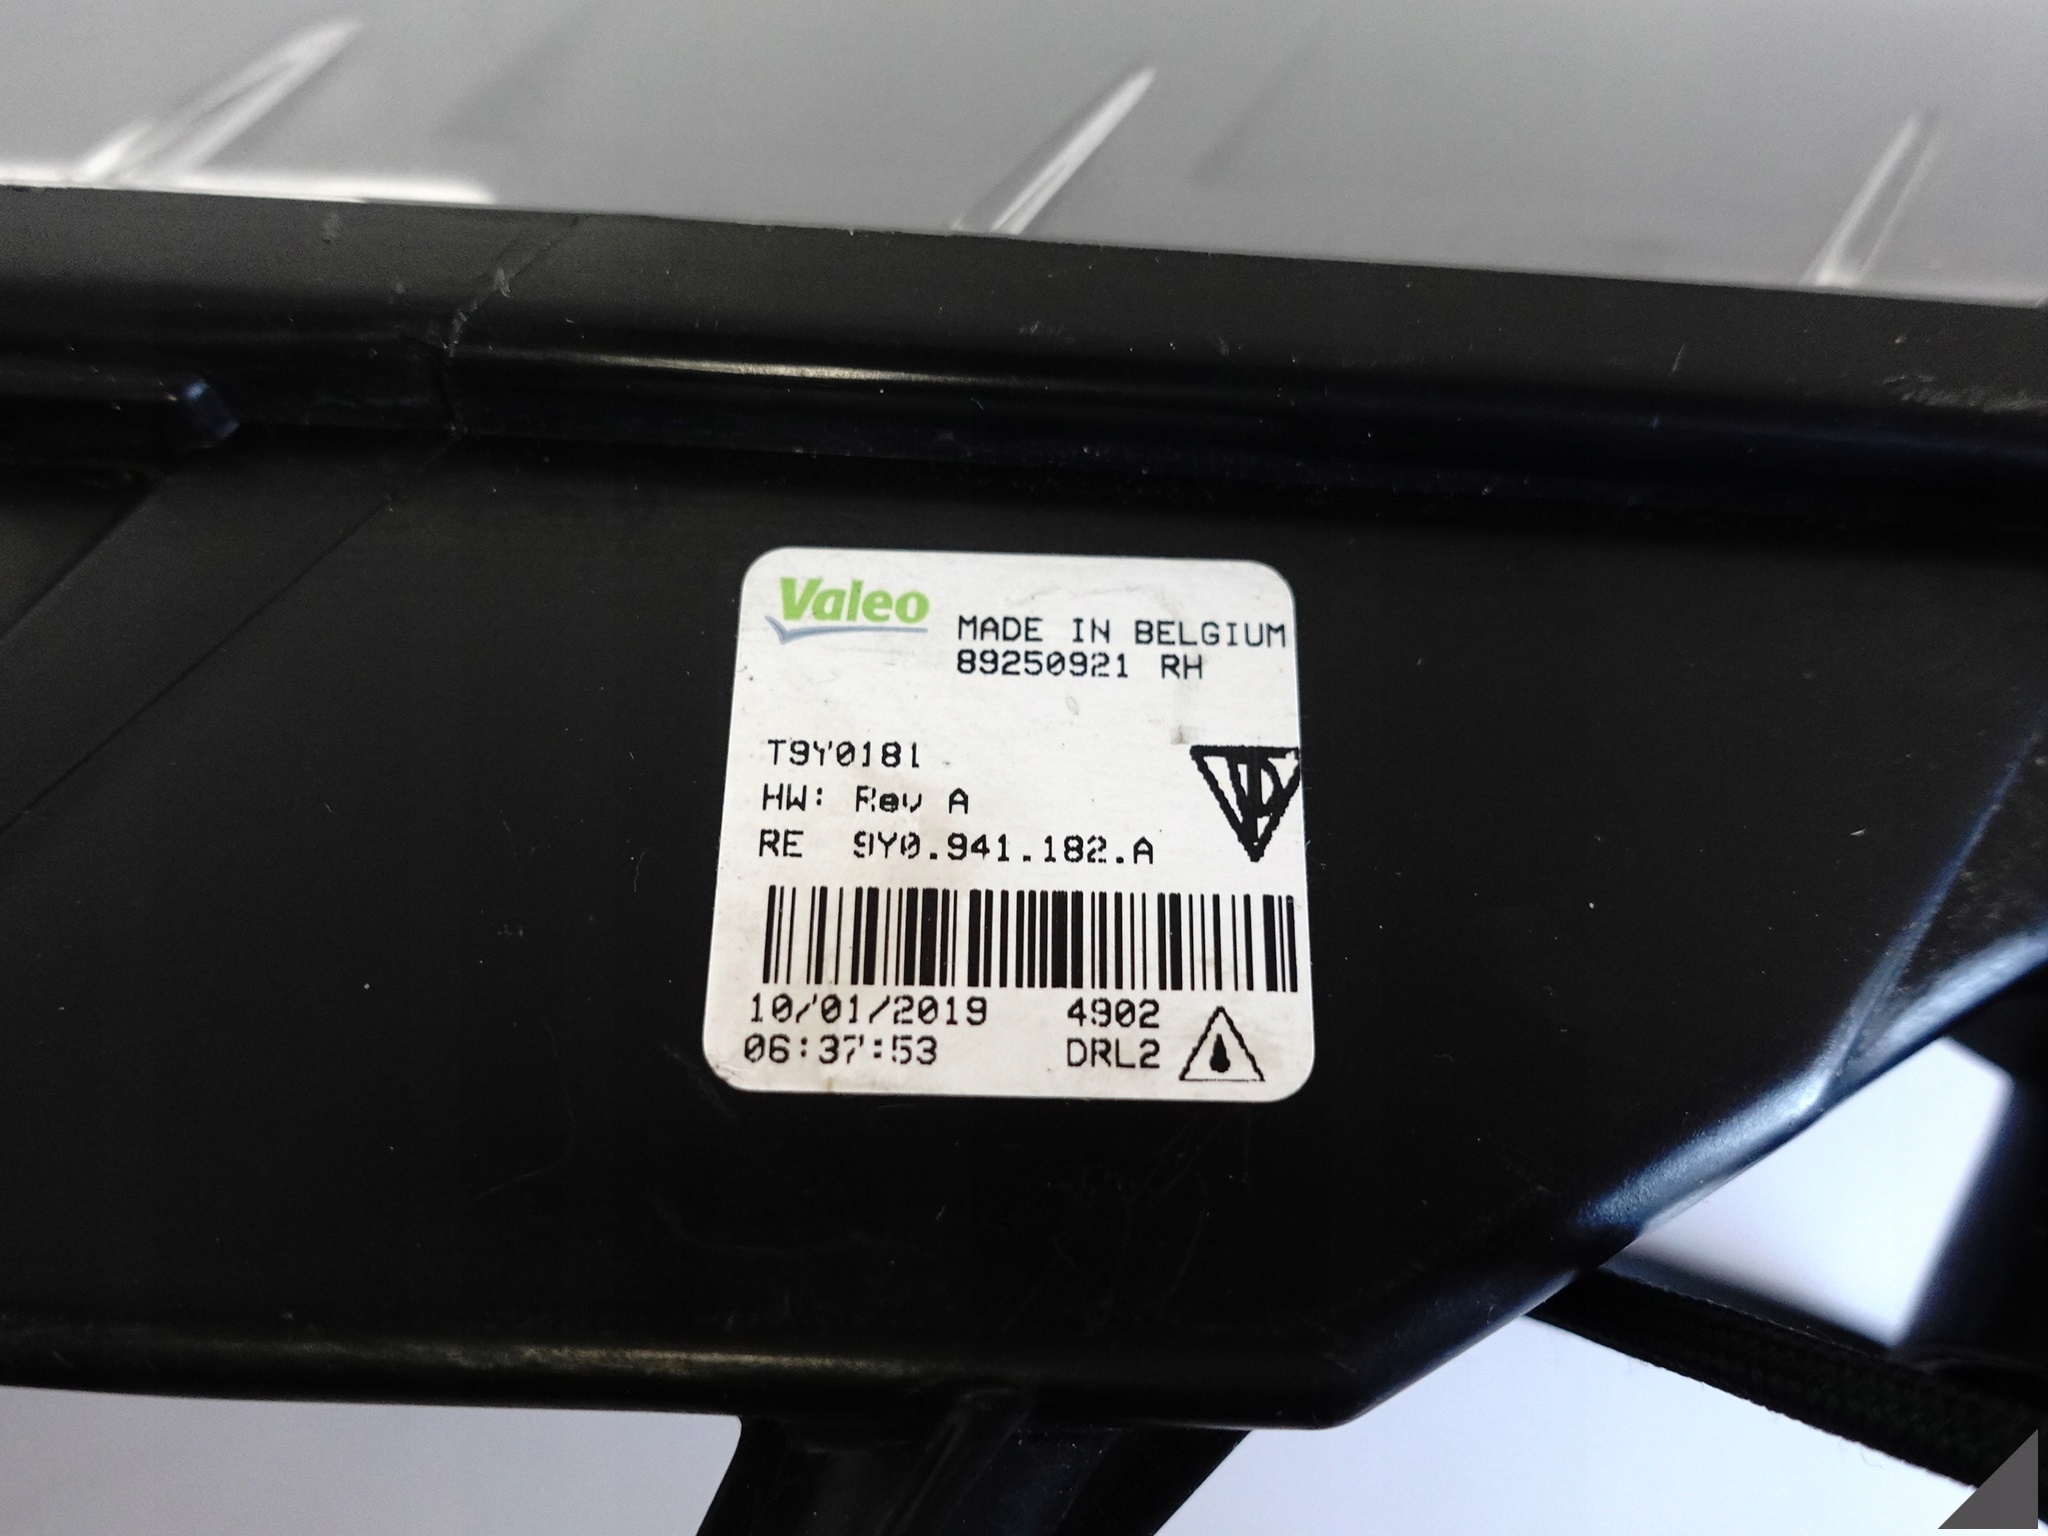 Valeo
MADE IN BELGIUM
89250921 RH
T9Y0181
HW: Rev A
RE 9Y0.941.182.A
10/01/2019 4902
06:37:53 DRL2